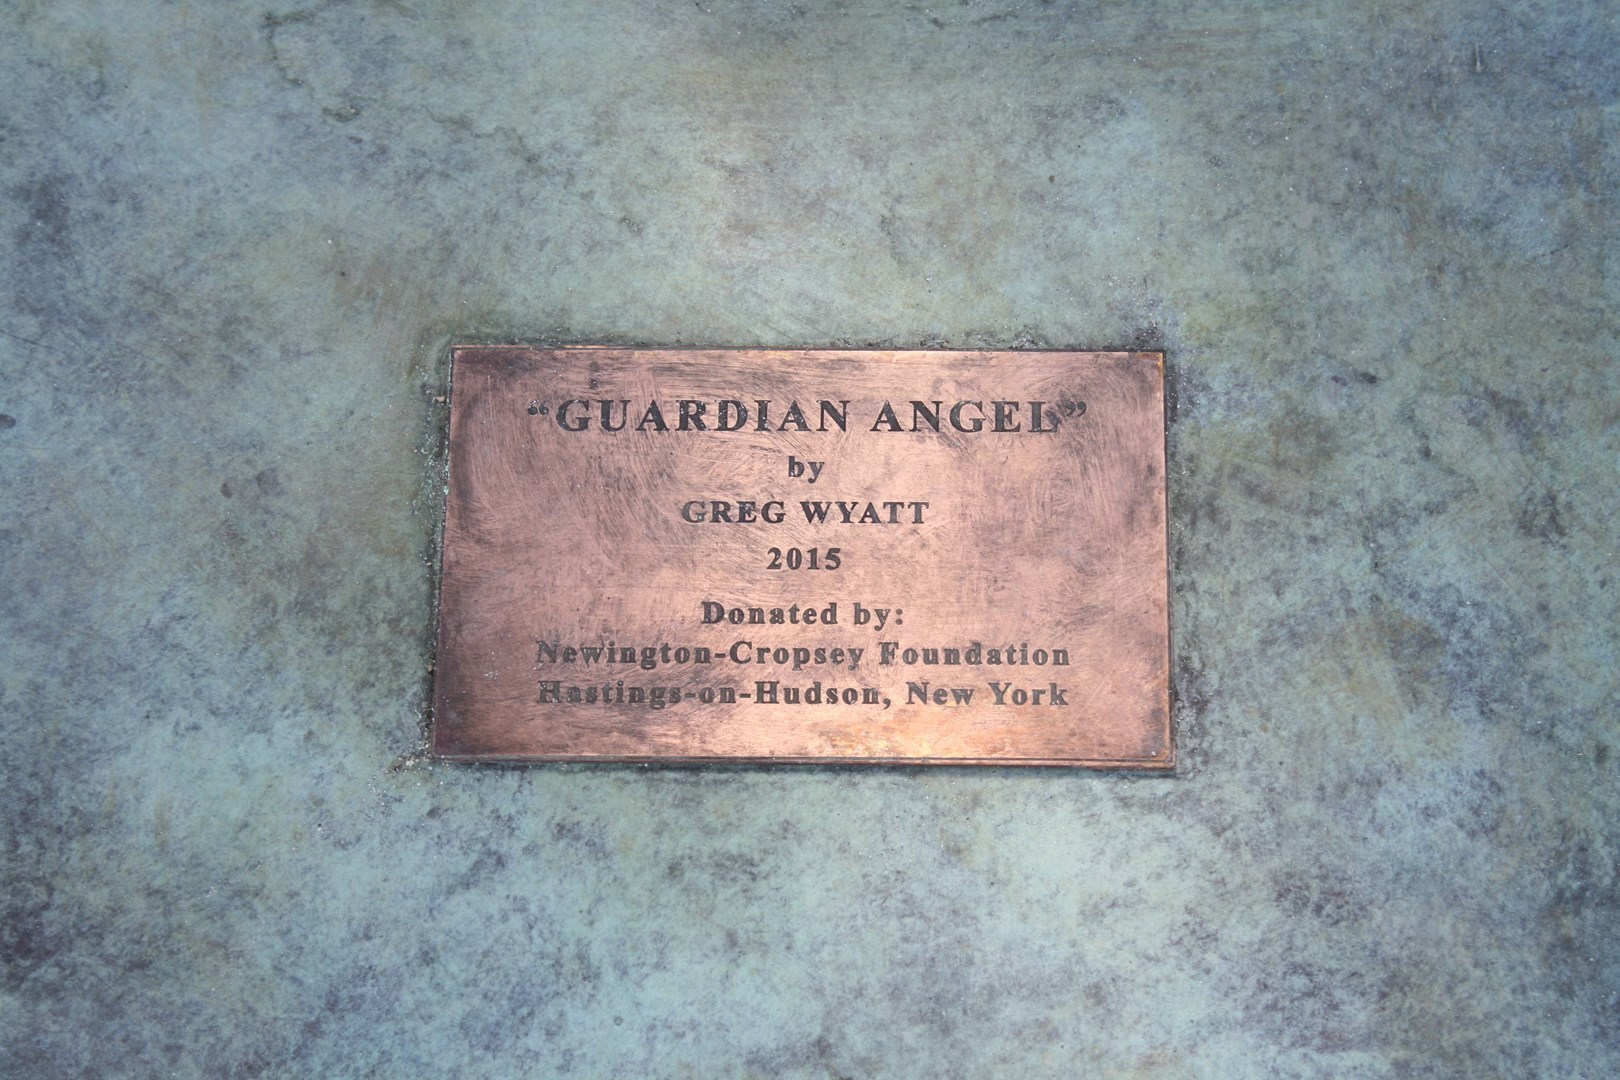 “GUARDIAN ANGEL”
by
GREG WYATT
2015
Donated by:
Newington-Cropsey Foundation
Hastings-on-Hudson, New York